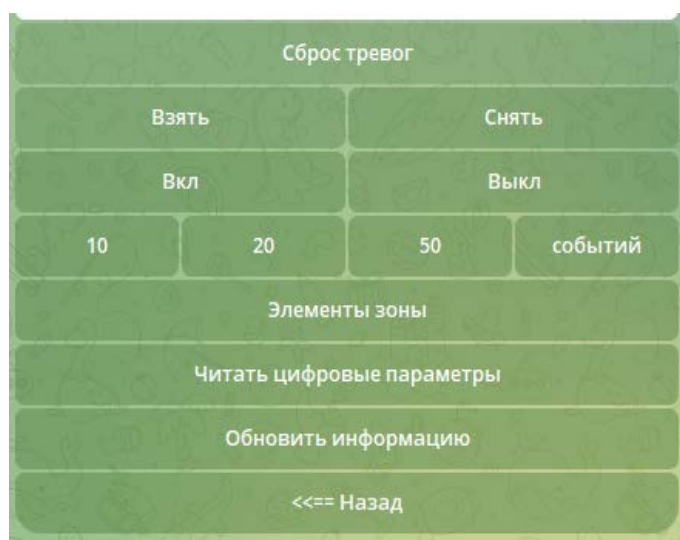 Сброс тревог
Взять Снять
Вкл Выкл
10 20 50 событий
Элементы зоны
Читать цифровые параметры
Обновить информацию
<<== Назад